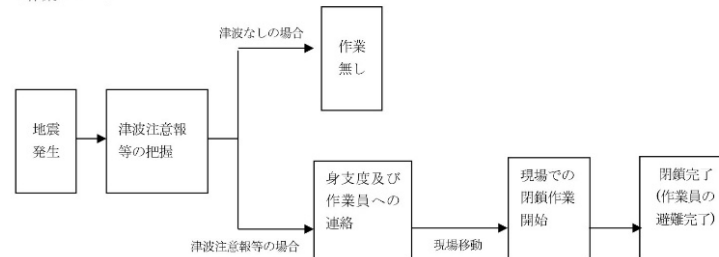 津波なしの場合
作業
無し
地震
発生
津波注意報
等の把握
身支度及び
作業員への
連絡
現場での
閉鎖作業
開始
閉鎖完了
(作業員の
避難完了)
津波注意報等の場合
現場移動